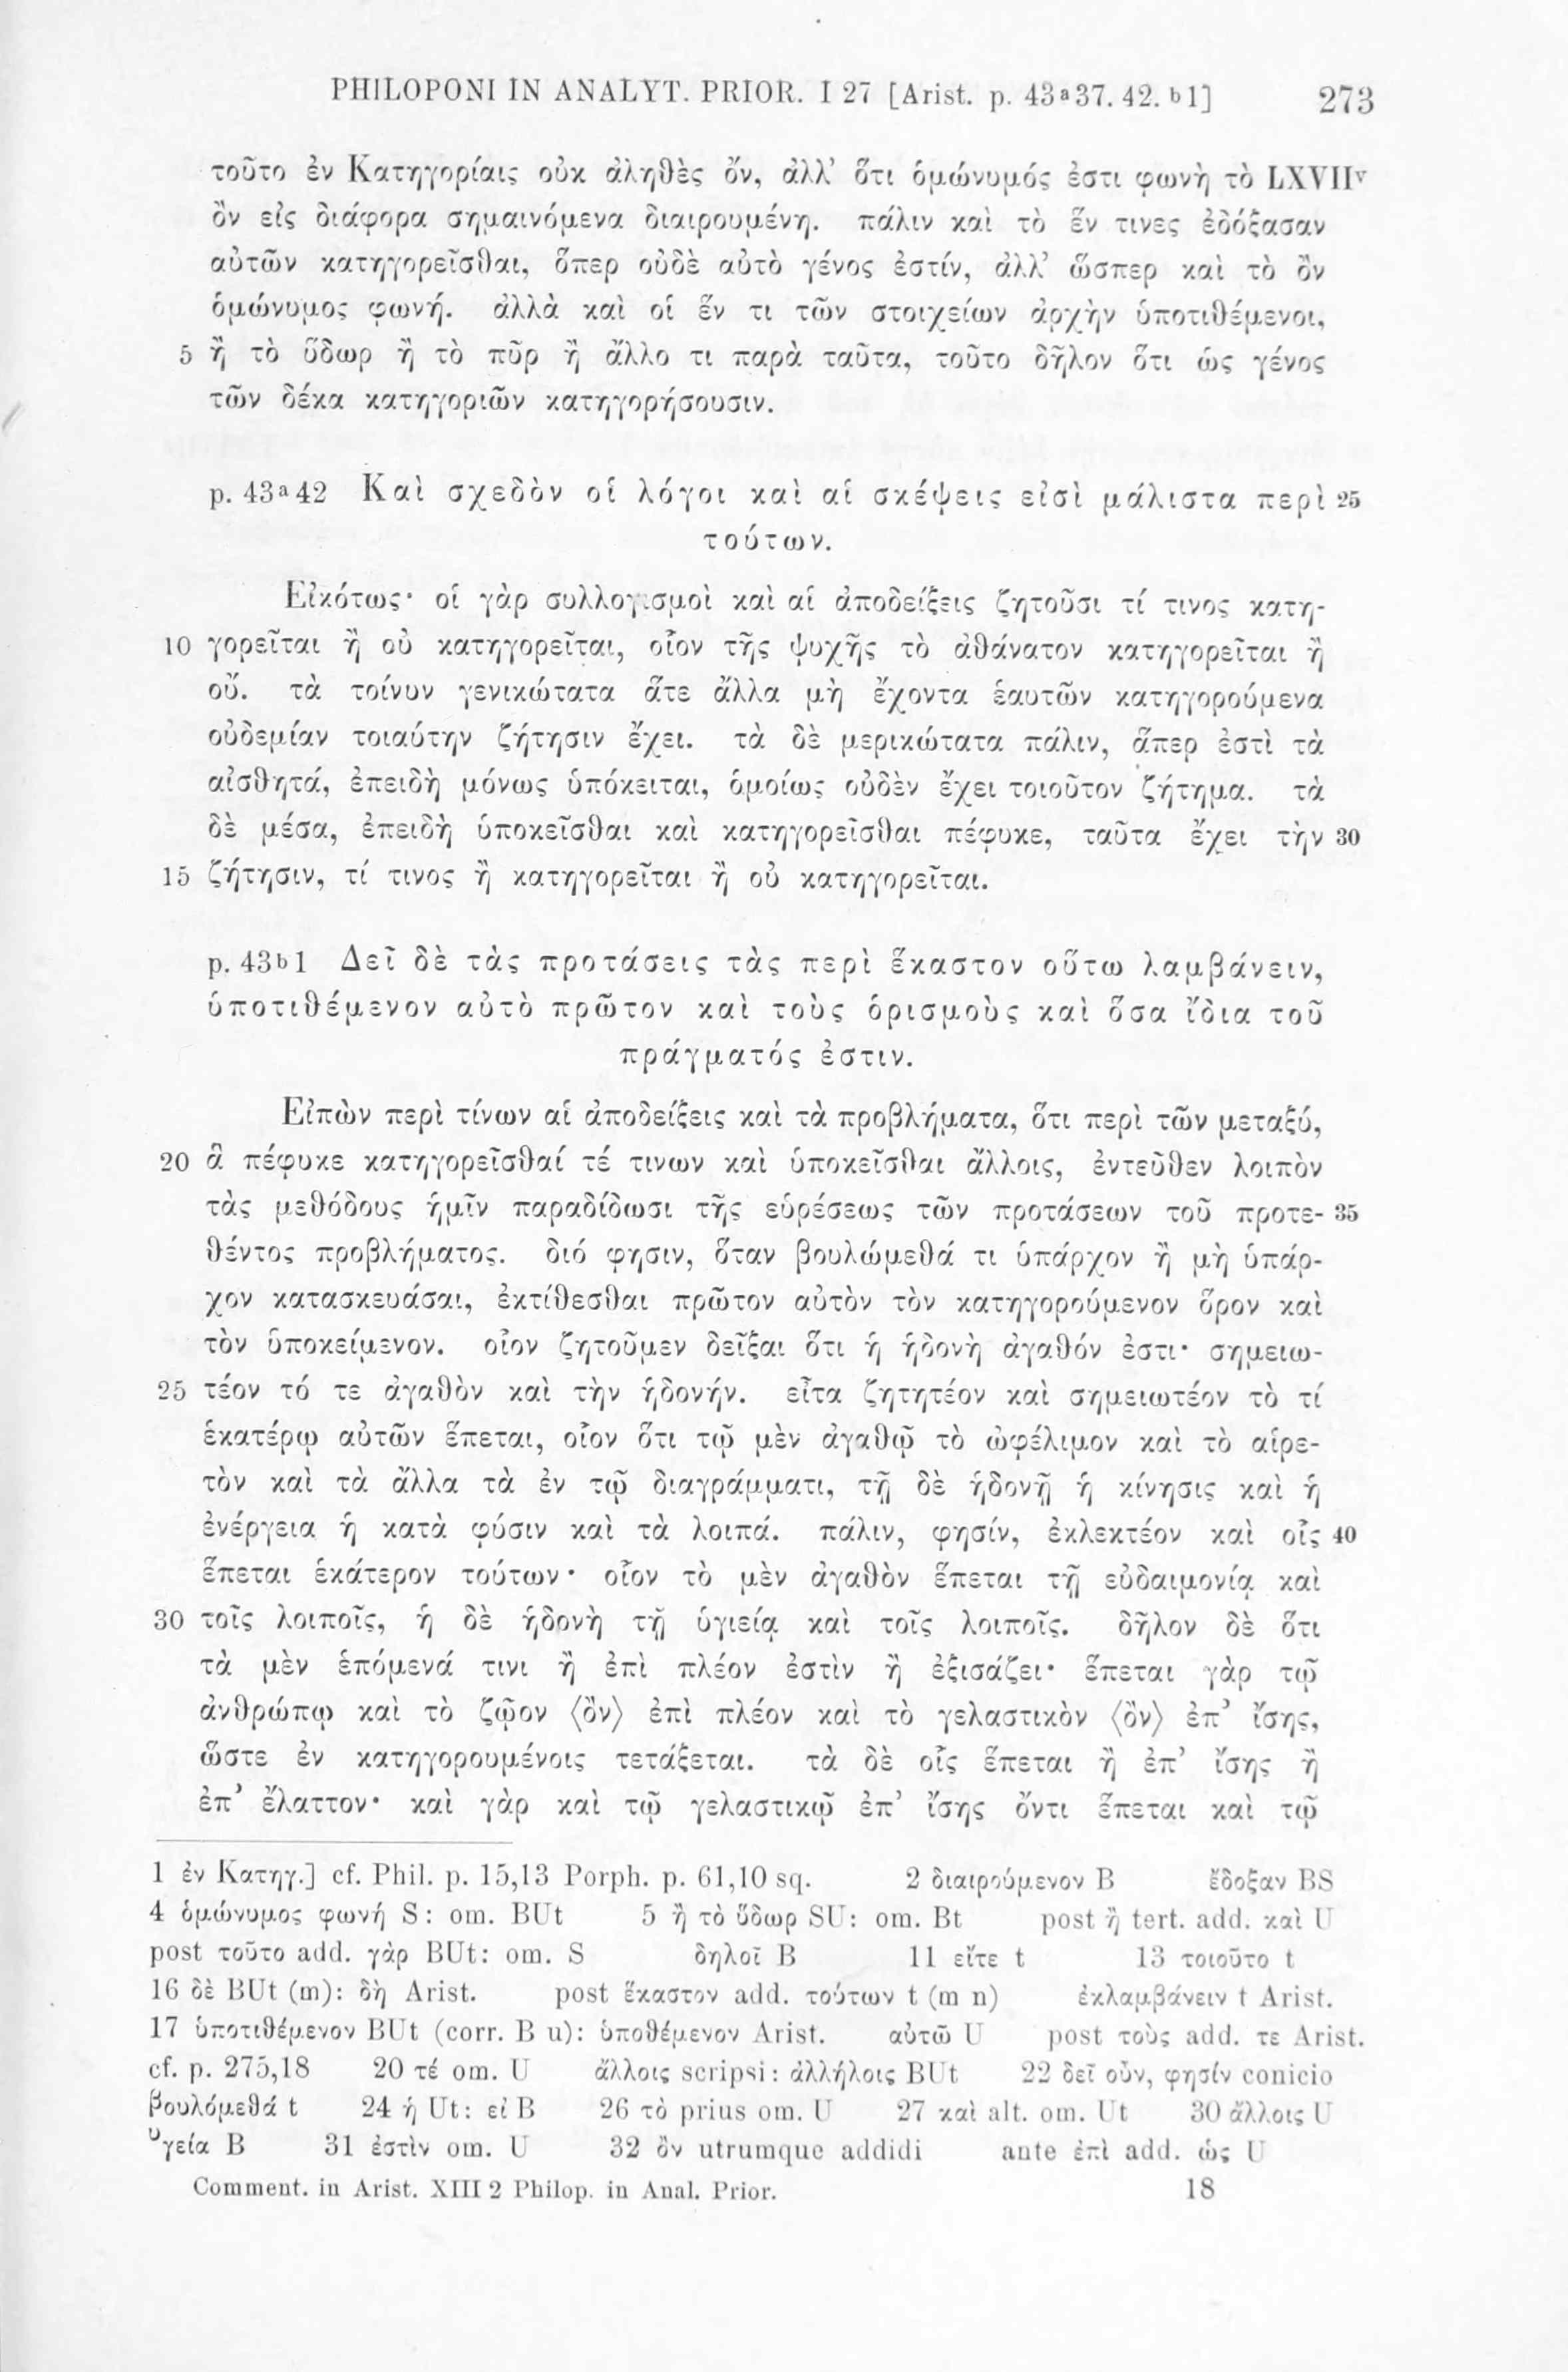 PHILOPONI IN ANALYT. PRIOR. I 27 [Arist. p. 43a37. 42. b1] 273
τοῦτο ἐν Κατηγορίαις οὐκ ἀληθὲς ὄν, ἀλλ’ ὅτι ὁμώνυμός ἐστι φωνὴ τὸ LXVIIv
ὂν εἰς διάφορα σημαινόμενα διαιρουμένη. πάλιν καὶ τὸ ἕν τινες ἐδόξασαν
αὐτῶν κατηγορεῖσθαι, ὅπερ οὐδὲ αὐτὸ γένος ἐστίν, ἀλλ’ ὥσπερ καὶ τὸ ὂν
ὁμώνυμος φωνή. ἀλλὰ καὶ οἱ ἕν τι τῶν στοιχείων ἀρχὴν ὑποτιθέμενοι,
5 ἢ τὸ ὕδωρ ἢ τὸ πῦρ ἢ ἄλλο τι παρὰ ταῦτα, τοῦτο δῆλον ὅτι ὡς γένος
τῶν δέκα κατηγοριῶν κατηγορήσουσιν.
p. 43a42 Καὶ σχεδὸν οἱ λόγοι καὶ αἱ σκέψεις εἰσὶ μάλιστα περὶ 25
τούτων.
Εἰκότως· οἱ γὰρ συλλογισμοὶ καὶ αἱ ἀποδείξεις ζητοῦσι τί τινος κατη-
10 γορεῖται ἢ οὐ κατηγορεῖται, οἷον τῆς ψυχῆς τὸ ἀθάνατον κατηγορεῖται ἢ
οὔ. τὰ τοίνυν γενικώτατα ἅτε ἄλλα μὴ ἔχοντα ἑαυτῶν κατηγορούμενα
οὐδεμίαν τοιαύτην ζήτησιν ἔχει. τὰ δὲ μερικώτατα πάλιν, ἅπερ ἐστὶ τὰ
αἰσθητά, ἐπειδὴ μόνως ὑπόκειται, ὁμοίως οὐδὲν ἔχει τοιοῦτον ζήτημα. τὰ
δὲ μέσα, ἐπειδὴ ὑποκεῖσθαι καὶ κατηγορεῖσθαι πέφυκε, ταῦτα ἔχει τὴν 30
15 ζήτησιν, τί τινος ἢ κατηγορεῖται ἢ οὐ κατηγορεῖται.
p. 43b1 Δεῖ δὲ τὰς προτάσεις τὰς περὶ ἕκαστον οὕτω λαμβάνειν,
ὑποτιθέμενον αὐτὸ πρῶτον καὶ τοὺς ὁρισμοὺς καὶ ὅσα ἴδια τοῦ
πράγματός ἐστιν.
Εἰπὼν περὶ τίνων αἱ ἀποδείξεις καὶ τὰ προβλήματα, ὅτι περὶ τῶν μεταξύ,
20 ἃ πέφυκε κατηγορεῖσθαί τέ τινων καὶ ὑποκεῖσθαι ἄλλοις, ἐντεῦθεν λοιπὸν
τὰς μεθόδους ἡμῖν παραδίδωσι τῆς εὑρέσεως τῶν προτάσεων τοῦ προτε- 35
θέντος προβλήματος. διό φησιν, ὅταν βουλώμεθά τι ὑπάρχον ἢ μὴ ὑπάρ-
χον κατασκευάσαι, ἐκτίθεσθαι πρῶτον αὐτὸν τὸν κατηγορούμενον ὅρον καὶ
τὸν ὑποκείμενον. οἷον ζητοῦμεν δεῖξαι ὅτι ἡ ἡδονὴ ἀγαθόν ἐστι· σημειω-
25 τέον τό τε ἀγαθὸν καὶ τὴν ἡδονήν. εἶτα ζητητέον καὶ σημειωτέον τὸ τί
ἑκατέρῳ αὐτῶν ἕπεται, οἷον ὅτι τῷ μὲν ἀγαθῷ τὸ ὠφέλιμον καὶ τὸ αἱρε-
τὸν καὶ τὰ ἄλλα τὰ ἐν τῷ διαγράμματι, τῇ δὲ ἡδονῇ ἡ κίνησις καὶ ἡ
ἐνέργεια ἡ κατὰ φύσιν καὶ τὰ λοιπά. πάλιν, φησίν, ἐκλεκτέον καὶ οἷς 40
ἕπεται ἑκάτερον τούτων· οἷον τὸ μὲν ἀγαθὸν ἕπεται τῇ εὐδαιμονίᾳ καὶ
30 τοῖς λοιποῖς, ἡ δὲ ἡδονὴ τῇ ὑγιείᾳ καὶ τοῖς λοιποῖς. δῆλον δὲ ὅτι
τὰ μὲν ἑπόμενά τινι ἢ ἐπὶ πλέον ἐστὶν ἢ ἐξισάζει· ἕπεται γὰρ τῷ
ἀνθρώπῳ καὶ τὸ ζῷον ⟨ὂν⟩ ἐπὶ πλέον καὶ τὸ γελαστικὸν ⟨ὂν⟩ ἐπ’ ἴσης,
ὥστε ἐν κατηγορουμένοις τετάξεται. τὰ δὲ οἷς ἕπεται ἢ ἐπ’ ἴσης ἢ
ἐπ’ ἔλαττον· καὶ γὰρ καὶ τῷ γελαστικῷ ἐπ’ ἴσης ὄντι ἕπεται καὶ τῷ
1 ἐν Κατηγ.] cf. Phil. p. 15,13 Porph. p. 61,10 sq. 2 διαιρούμενον B ἔδοξαν BS
4 ὁμώνυμος φωνή S: om. BUt 5 ἢ τὸ ὕδωρ SU: om. Bt post ἢ tert. add. καὶ U
post τοῦτο add. γὰρ BUt: om. S δηλοῖ B 11 εἴτε t 13 τοιοῦτο t
16 δὲ BUt (m): δὴ Arist. post ἕκαστον add. τούτων t (m n) ἐκλαμβάνειν t Arist.
17 ὑποτιθέμενον BUt (corr. B u): ὑποθέμενον Arist. αὐτῶ U post τοὺς add. τε Arist.
cf. p. 275,18 20 τέ om. U ἄλλοις scripsi: ἀλλήλοις BUt 22 δεῖ οὖν, φησίν conicio
βουλόμεθά t 24 ἡ Ut: εἰ B 26 τὸ prius om. U 27 καὶ alt. om. Ut 30 ἄλλοις U
ὑγεία B 31 ἐστὶν om. U 32 ὂν utrumque addidi ante ἐπὶ add. ὡς U
Comment. in Arist. XIII 2 Philop. in Anal. Prior. 18